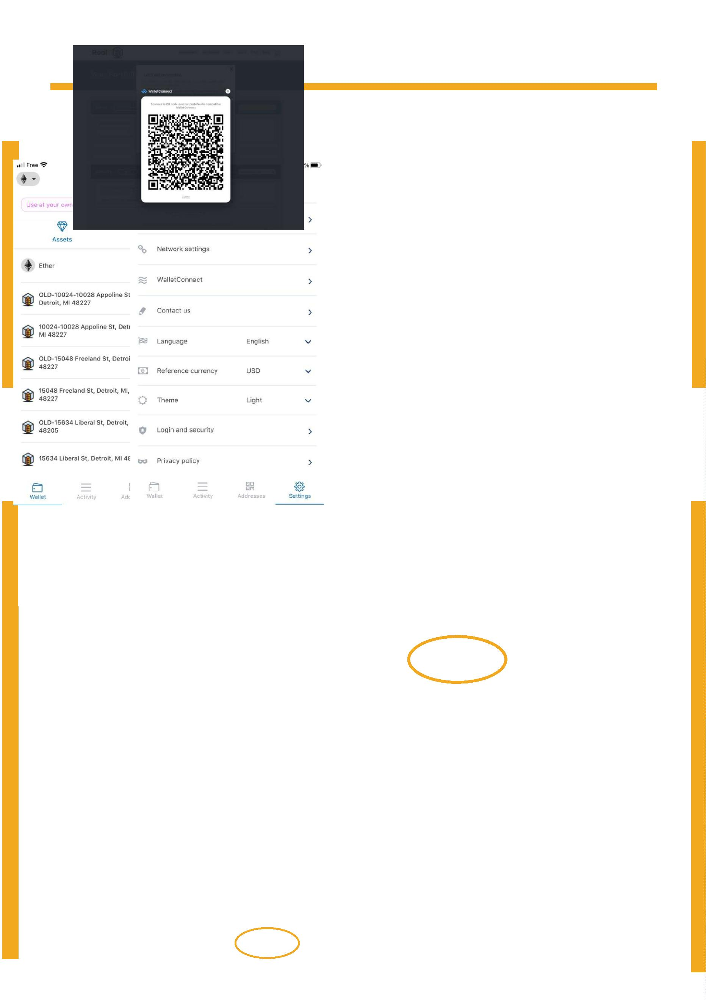 Real
WalletConnect
Scannez le QR code avec un portefeuille compatible
WalletConnect
Free
%
Use at your own
Assets
Ether
OLD-10024-10028 Appoline St
Detroit, MI 48227
10024-10028 Appoline St, Detr
MI 48227
OLD-15048 Freeland St, Detroi
48227
15048 Freeland St, Detroit, MI,
48227
OLD-15634 Liberal St, Detroit,
48205
15634 Liberal St, Detroit, MI 48
Wallet
Activity
Adc
Network settings
WalletConnect
Contact us
Language English
Reference currency USD
Theme Light
Login and security
Privacy policy
Wallet
Activity
Addresses
Settings